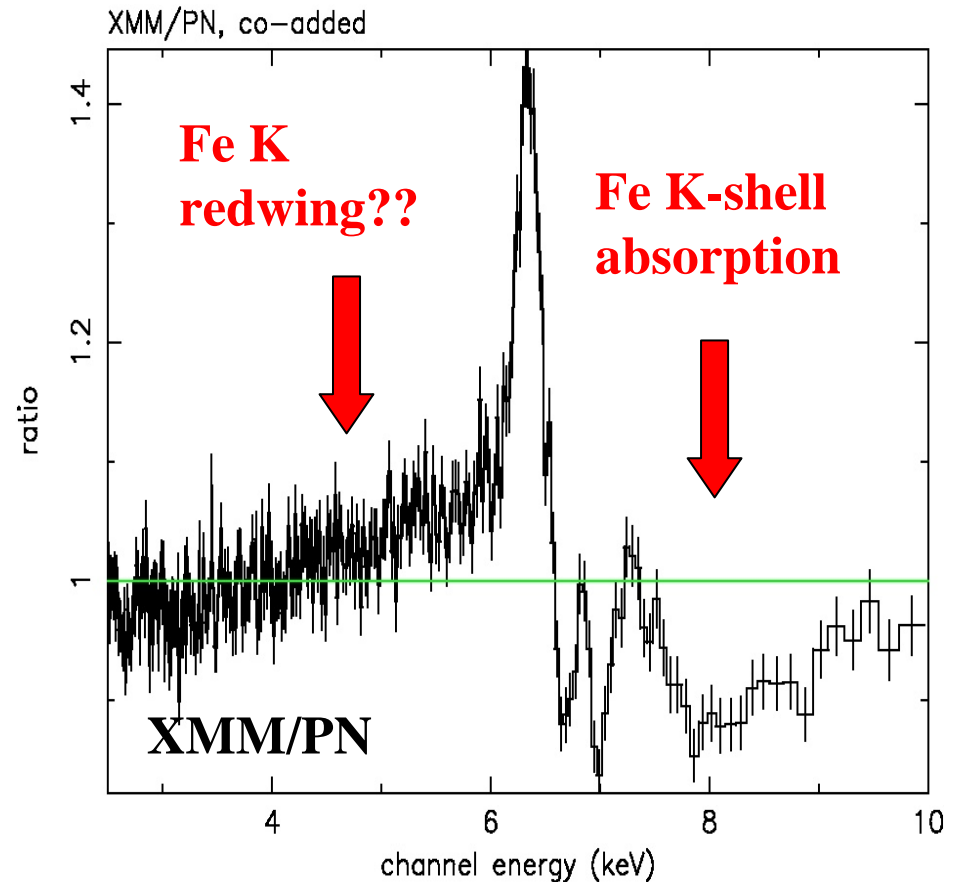 XMM/PN, co-added
1.4
Fe K
redwing??
Fe K-shell
absorption
1.2
ratio
1
XMM/PN
4
6
8
10
channel energy (keV)